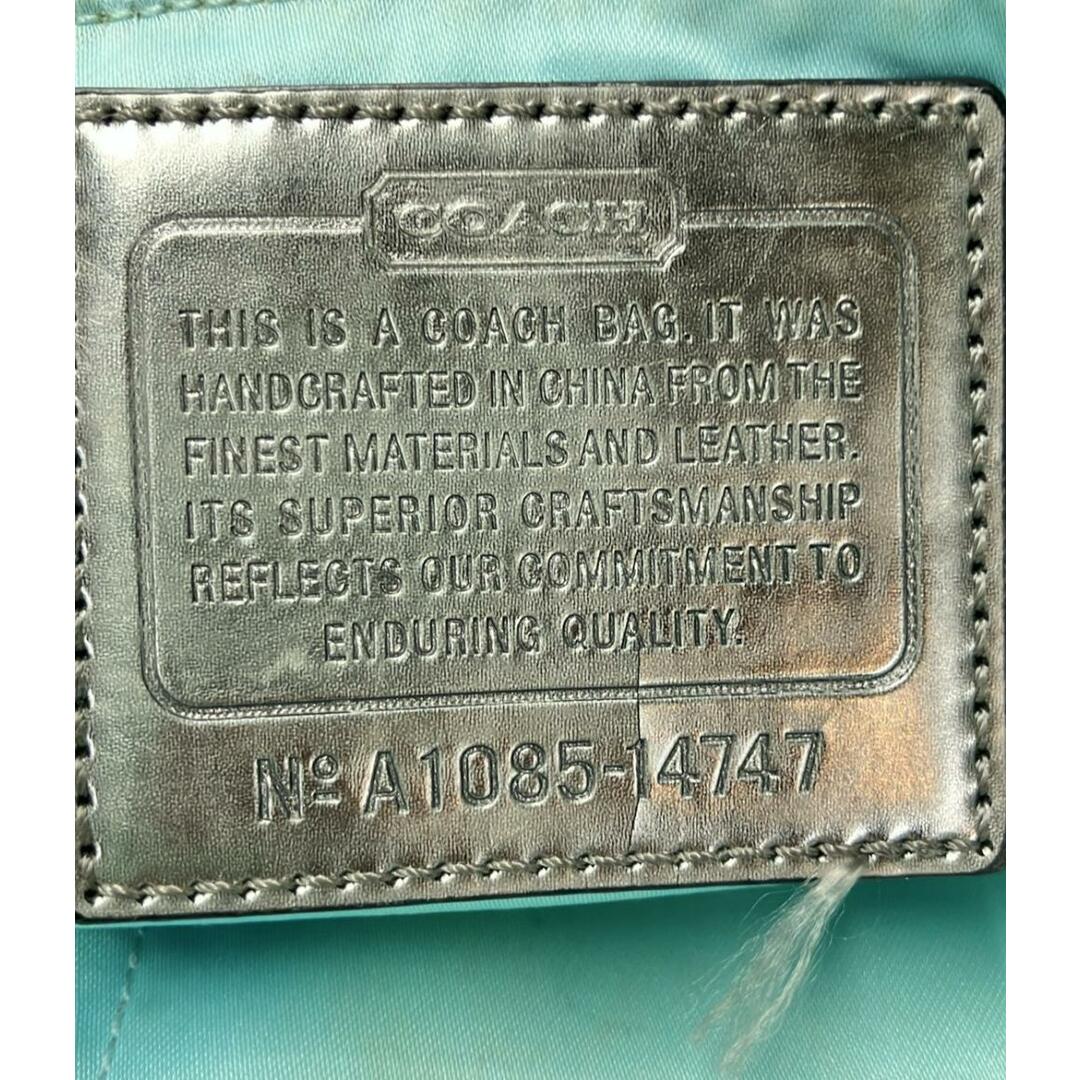 COACH
THIS IS A COACH BAG. IT WAS
HANDCRAFTED IN CHINA FROM THE
FINEST MATERIALS AND LEATHER.
ITS SUPERIOR CRAFTSMANSHIP
REFLECTS OUR COMMITMENT TO
ENDURING QUALITY.
Nº A1085-14747